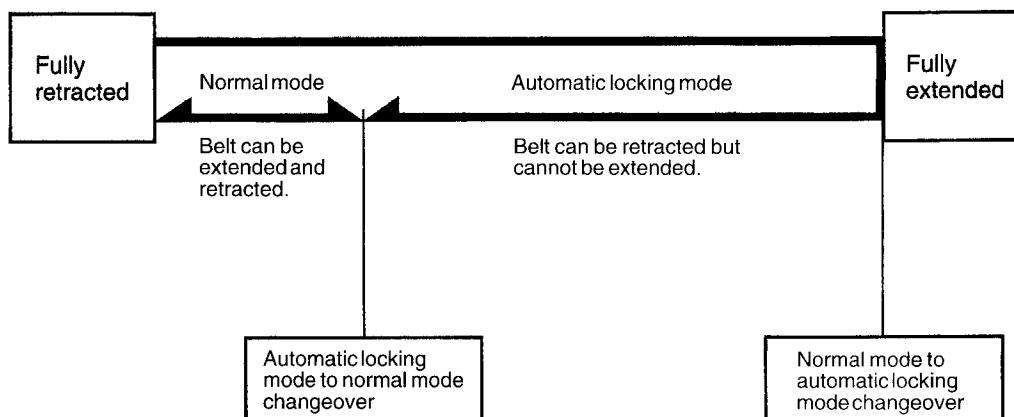 Fully
retracted
Normal mode
Automatic locking mode
Fully
extended
Belt can be
extended and
retracted.
Belt can be retracted but
cannot be extended.
Automatic locking
mode to normal mode
changeover
Normal mode to
automatic locking
mode changeover